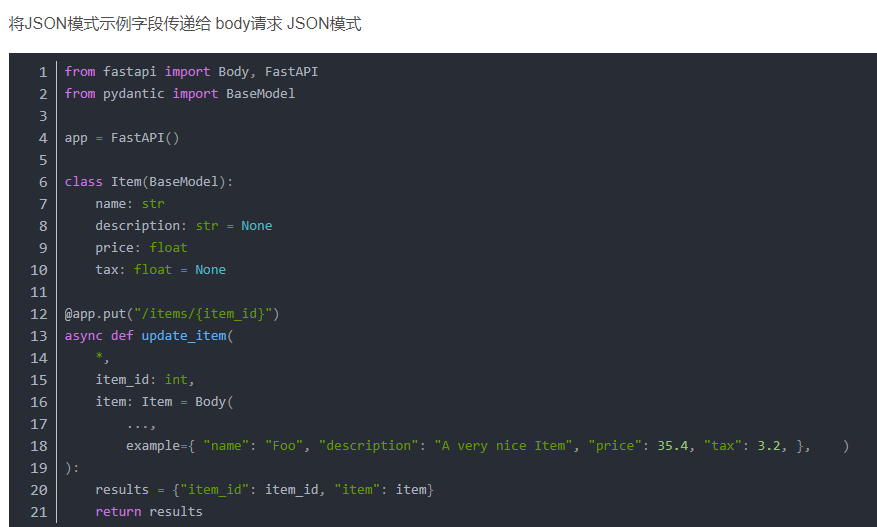 将JSON模式示例字段传递给 body请求 JSON模式
1 from fastapi import Body, FastAPI
2 from pydantic import BaseModel
3
4 app = FastAPI()
5
6 class Item(BaseModel):
7     name: str
8     description: str = None
9     price: float
10     tax: float = None
11
12 @app.put("/items/{item_id}")
13 async def update_item(
14     *,
15     item_id: int,
16     item: Item = Body(
17         ...,
18         example={ "name": "Foo", "description": "A very nice Item", "price": 35.4, "tax": 3.2, },    )
19 ):
20     results = {"item_id": item_id, "item": item}
21     return results